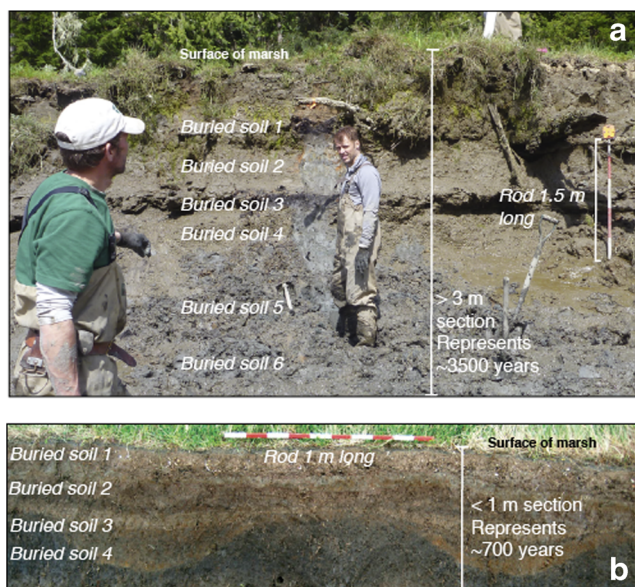 a
Surface of marsh
Buried soil 1
Buried soil 2
Buried soil 3
Buried soil 4
Buried soil 5
Buried soil 6
Rod 1.5 m
long
> 3 m
section
Represents
~3500 years
Surface of marsh
Buried soil 1
Rod 1 m long
Buried soil 2
Buried soil 3
Buried soil 4
< 1 m section
Represents
~700 years
b